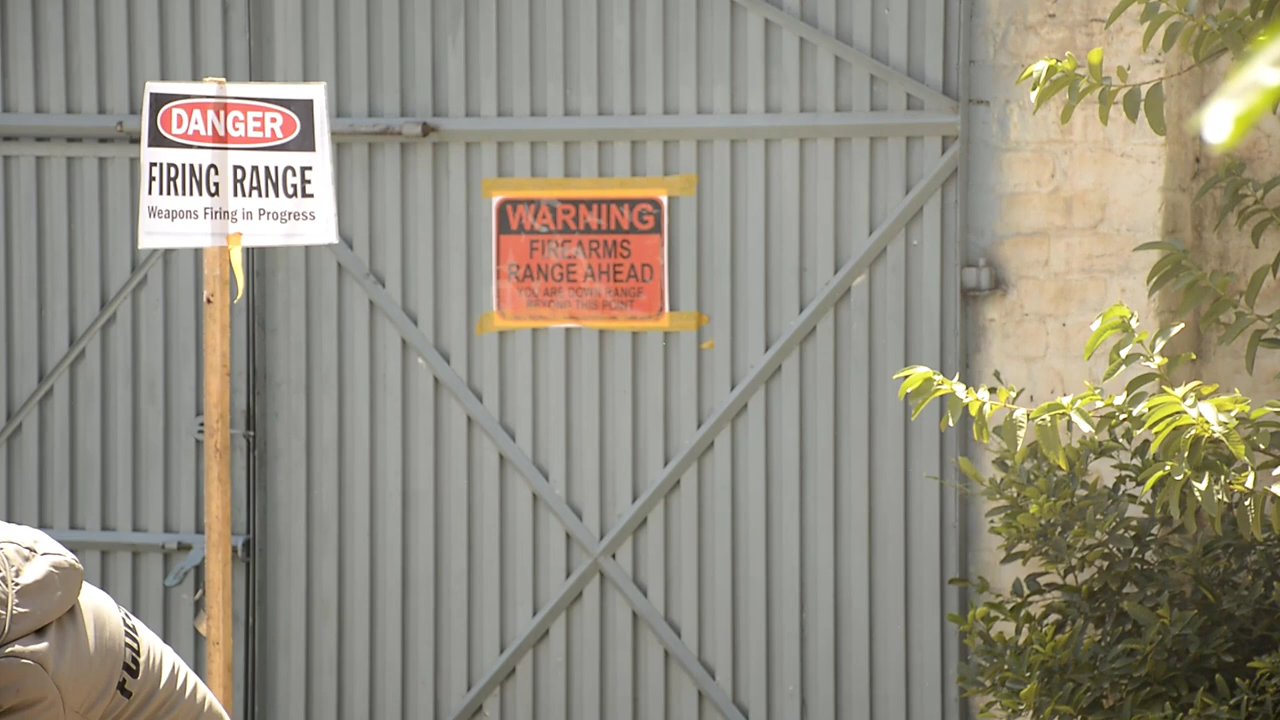 DANGER
FIRING RANGE
Weapons Firing in Progress
WARNING
FIREARMS
RANGE AHEAD
YOU ARE DOWN RANGE
BEYOND THIS POINT